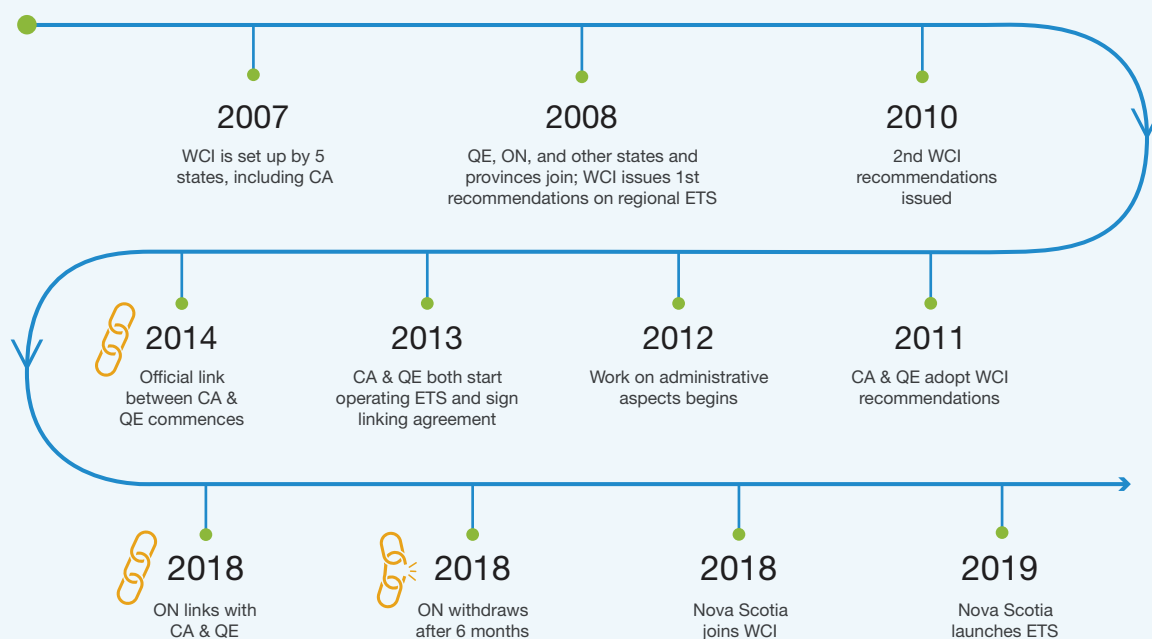 2007
WCI is set up by 5
states, including CA
2008
QE, ON, and other states and
provinces join; WCI issues 1st
recommendations on regional ETS
2010
2nd WCI
recommendations
issued
2011
CA & QE adopt WCI
recommendations
2012
Work on administrative
aspects begins
2013
CA & QE both start
operating ETS and sign
linking agreement
2014
Official link
between CA &
QE commences
2018
ON links with
CA & QE
2018
ON withdraws
after 6 months
2018
Nova Scotia
joins WCI
2019
Nova Scotia
launches ETS